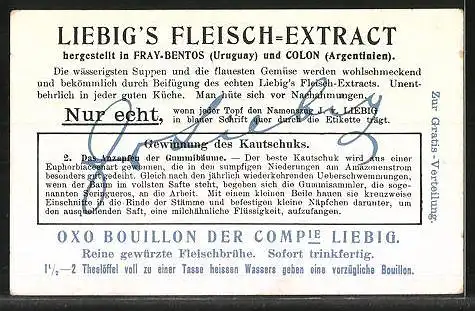 LIEBIG'S FLEISCH=EXTRACT
hergestellt in FRAY-BENTOS (Uruguay) und COLON (Argentinien).
Die wässerigsten Suppen und die flauesten Gemüse werden wohlschmeckend
und bekömmlich durch Beifügung des echten Liebig's Fleisch-Extracts. Unent-
behrlich in jeder guten Küche. Man hüte sich vor Nachahmungen.
Nur echt,
wenn jeder Topf den Namenszug J. v. LIEBIG
in blauer Schrift quer durch die Etikette trägt.
J v Liebig
Gewinnung des Kautschuks.
2. Das Anzapfen der Gummibäume. — Der beste Kautschuk wird aus einer
Euphorbiaceenart gewonnen, die in den sumpfigen Niederungen am Amazonenstrom
besonders gut gedeiht. Gleich nach den jährlich wiederkehrenden Ueberschwemmungen,
wenn der Baum im vollsten Safte steht, begeben sich die Gummisammler, die soge-
nannten Seringueros, an die Arbeit. Mit einem kleinen Beile hauen sie kreuzweise
Einschnitte in die Rinde der Stämme und befestigen kleine Näpfchen darunter, um
den ausfliessenden Saft, eine milchähnliche Flüssigkeit, aufzufangen.
OXO BOUILLON DER COMPIE LIEBIG.
Reine gewürzte Fleischbrühe. Sofort trinkfertig.
1½—2 Theelöffel voll zu einer Tasse heissen Wassers geben eine vorzügliche Bouillon.
Zur Gratis-Verteilung.